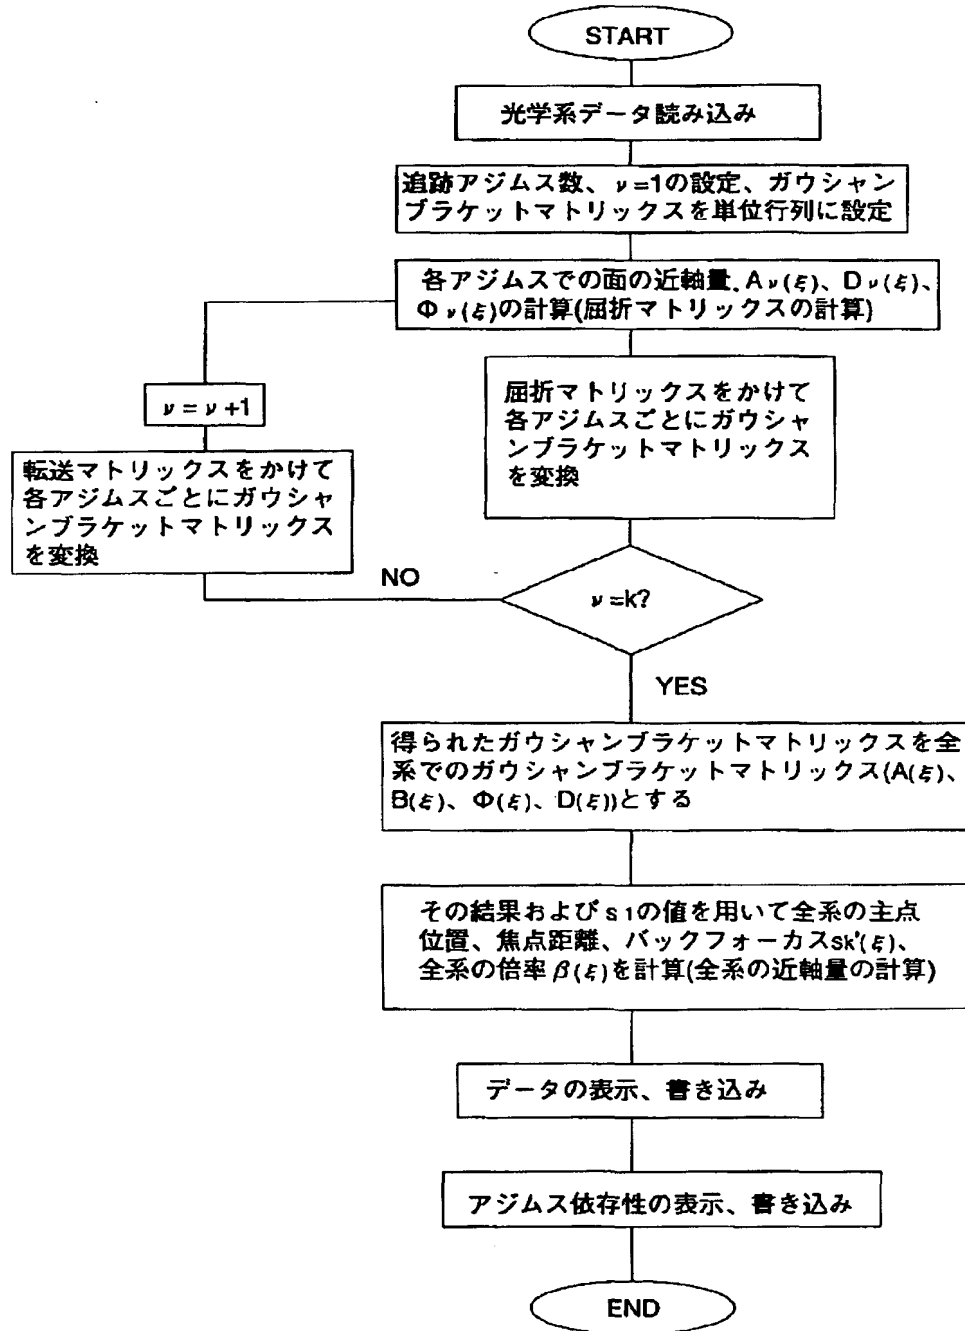 START
光学系データ読み込み
追跡アジムス数、ν=1の設定、ガウシャン
ブラケットマトリックスを単位行列に設定
各アジムスでの面の近軸量、Aν(ξ)、Dν(ξ)、
Φν(ξ)の計算(屈折マトリックスの計算)
屈折マトリックスをかけて
各アジムスごとにガウシャ
ンブラケットマトリックス
を変換
ν=ν+1
転送マトリックスをかけて
各アジムスごとにガウシャ
ンブラケットマトリックス
を変換
NO
ν=k?
YES
得られたガウシャンブラケットマトリックスを全
系でのガウシャンブラケットマトリックス(A(ξ)、
B(ξ)、Φ(ξ)、D(ξ))とする
その結果およびs1の値を用いて全系の主点
位置、焦点距離、バックフォーカスsk'(ξ)、
全系の倍率β(ξ)を計算(全系の近軸量の計算)
データの表示、書き込み
アジムス依存性の表示、書き込み
END